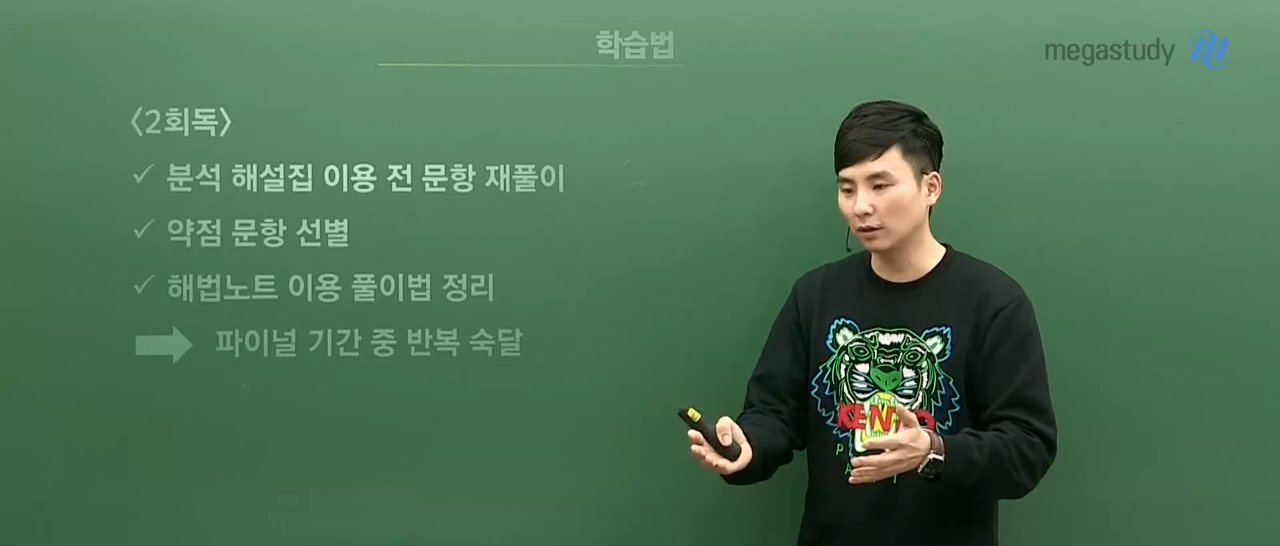 학습법
megastudy
〈2회독〉
✓ 분석 해설집 이용 전 문항 재풀이
✓ 약점 문항 선별
✓ 해법노트 이용 풀이법 정리
➡ 파이널 기간 중 반복 숙달
KENZO
P
A